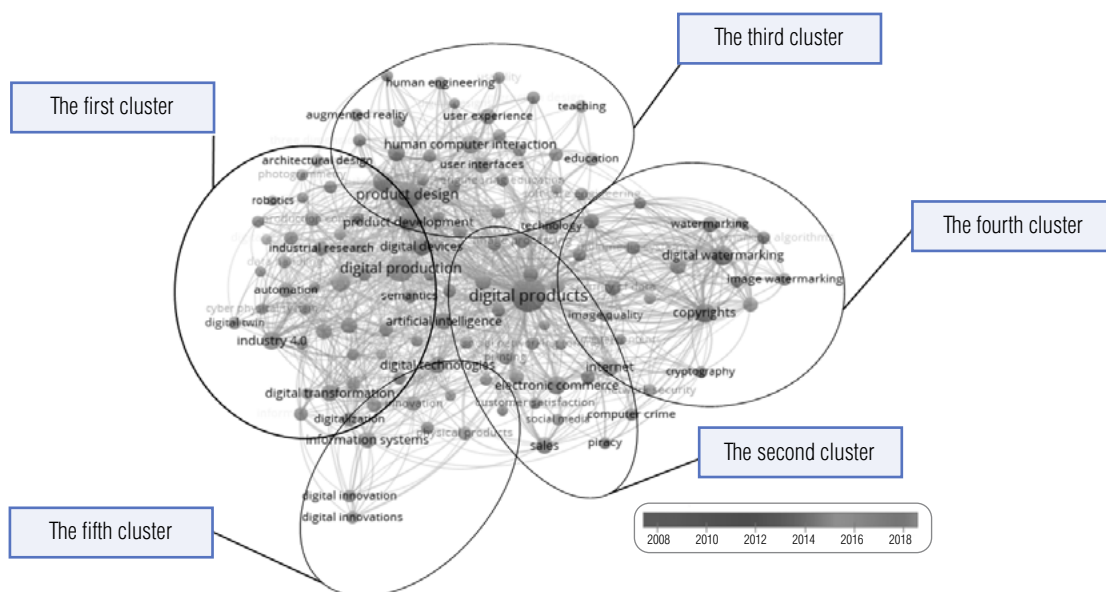 The third cluster
The first cluster
human engineering
augmented reality
user experience
teaching
human computer interaction
architectural design
user interfaces
education
photogrammetry
robotics
product design
product development
technology
watermarking
The fourth cluster
industrial research
digital devices
digital watermarking
digital production
automation
semantics
digital products
image watermarking
digital twin
artificial intelligence
image quality
copyrights
industry 4.0
digital technologies
internet
cryptography
electronic commerce
digital transformation
innovation
customer satisfaction
digitalization
social media
computer crime
information systems
physical products
sales
piracy
The second cluster
digital innovation
digital innovations
The fifth cluster
2008 2010 2012 2014 2016 2018